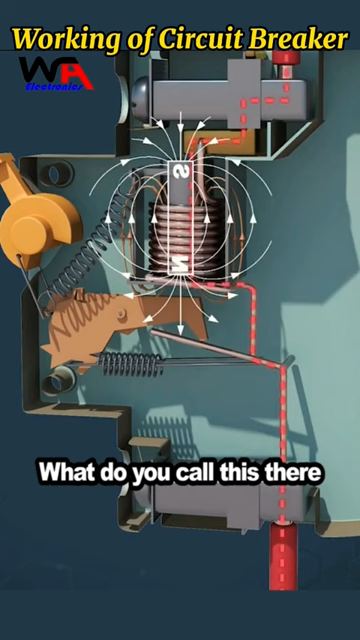 Working of Circuit Breaker
WA
Electronics
S
N
What do you call this there